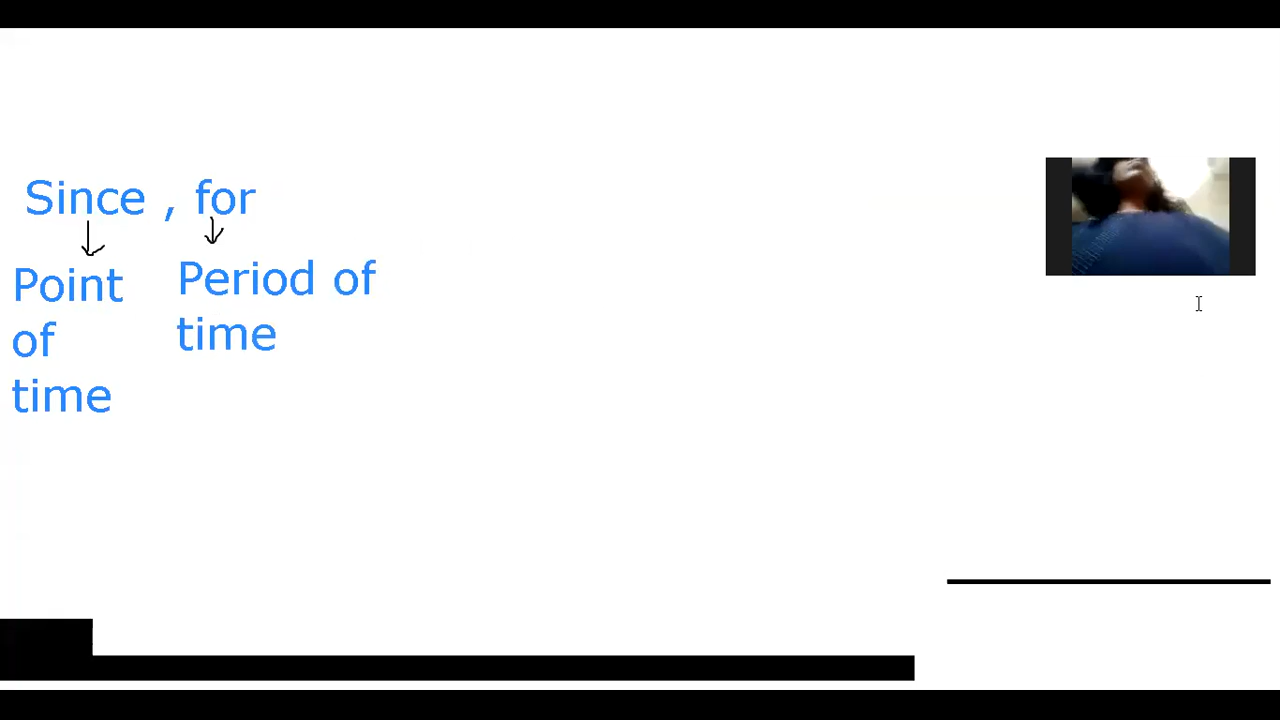 Since , for
Point
of
time
Period of
time